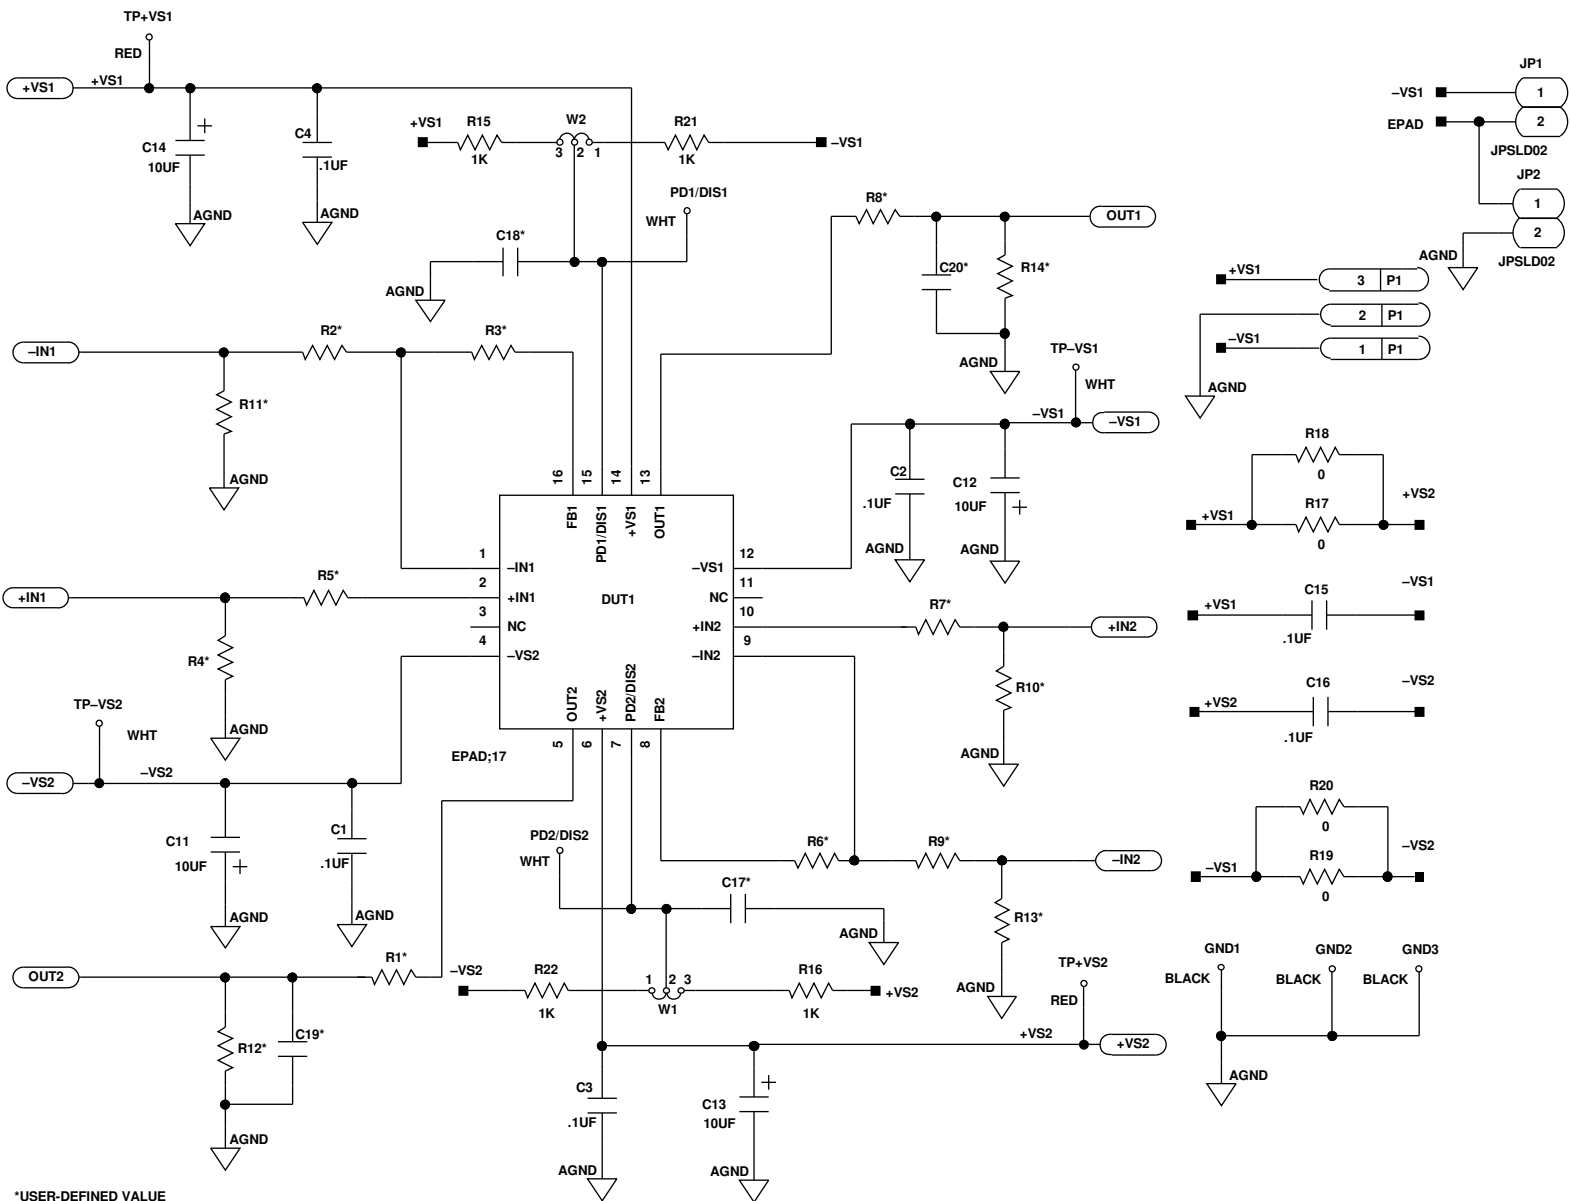 TP+VS1
RED
+VS1
+VS1
C14
10UF
AGND
C4
.1UF
AGND
+VS1
R15
1K
W2
3 2 1
R21
1K
–VS1
PD1/DIS1
WHT
C18*
AGND
R8*
OUT1
C20*
R14*
AGND
–IN1
R2*
R3*
R11*
AGND
TP–VS1
WHT
–VS1
–VS1
C2
.1UF
AGND
C12
10UF
AGND
16
15
14
13
FB1
PD1/DIS1
+VS1
OUT1
1
–IN1
2
+IN1
3
NC
4
–VS2
DUT1
12
–VS1
11
NC
10
+IN2
9
–IN2
OUT2
+VS2
PD2/DIS2
FB2
5
6
7
8
EPAD;17
+IN1
R5*
R4*
AGND
R7*
+IN2
R10*
AGND
TP–VS2
WHT
–VS2
–VS2
C11
10UF
AGND
C1
.1UF
AGND
PD2/DIS2
WHT
C17*
AGND
R6*
R9*
–IN2
R13*
AGND
OUT2
R1*
R12*
C19*
AGND
–VS2
R22
1K
1 2 3
W1
R16
1K
+VS2
TP+VS2
RED
+VS2
+VS2
C3
.1UF
AGND
C13
10UF
AGND
JP1
–VS1
1
EPAD
2
JPSLD02
JP2
1
2
AGND
JPSLD02
+VS1
3 P1
2 P1
–VS1
1 P1
AGND
R18
0
+VS1
R17
0
+VS2
+VS1
C15
.1UF
–VS1
+VS2
C16
.1UF
–VS2
R20
0
–VS1
R19
0
–VS2
GND1
BLACK
GND2
BLACK
GND3
BLACK
AGND
*USER-DEFINED VALUE